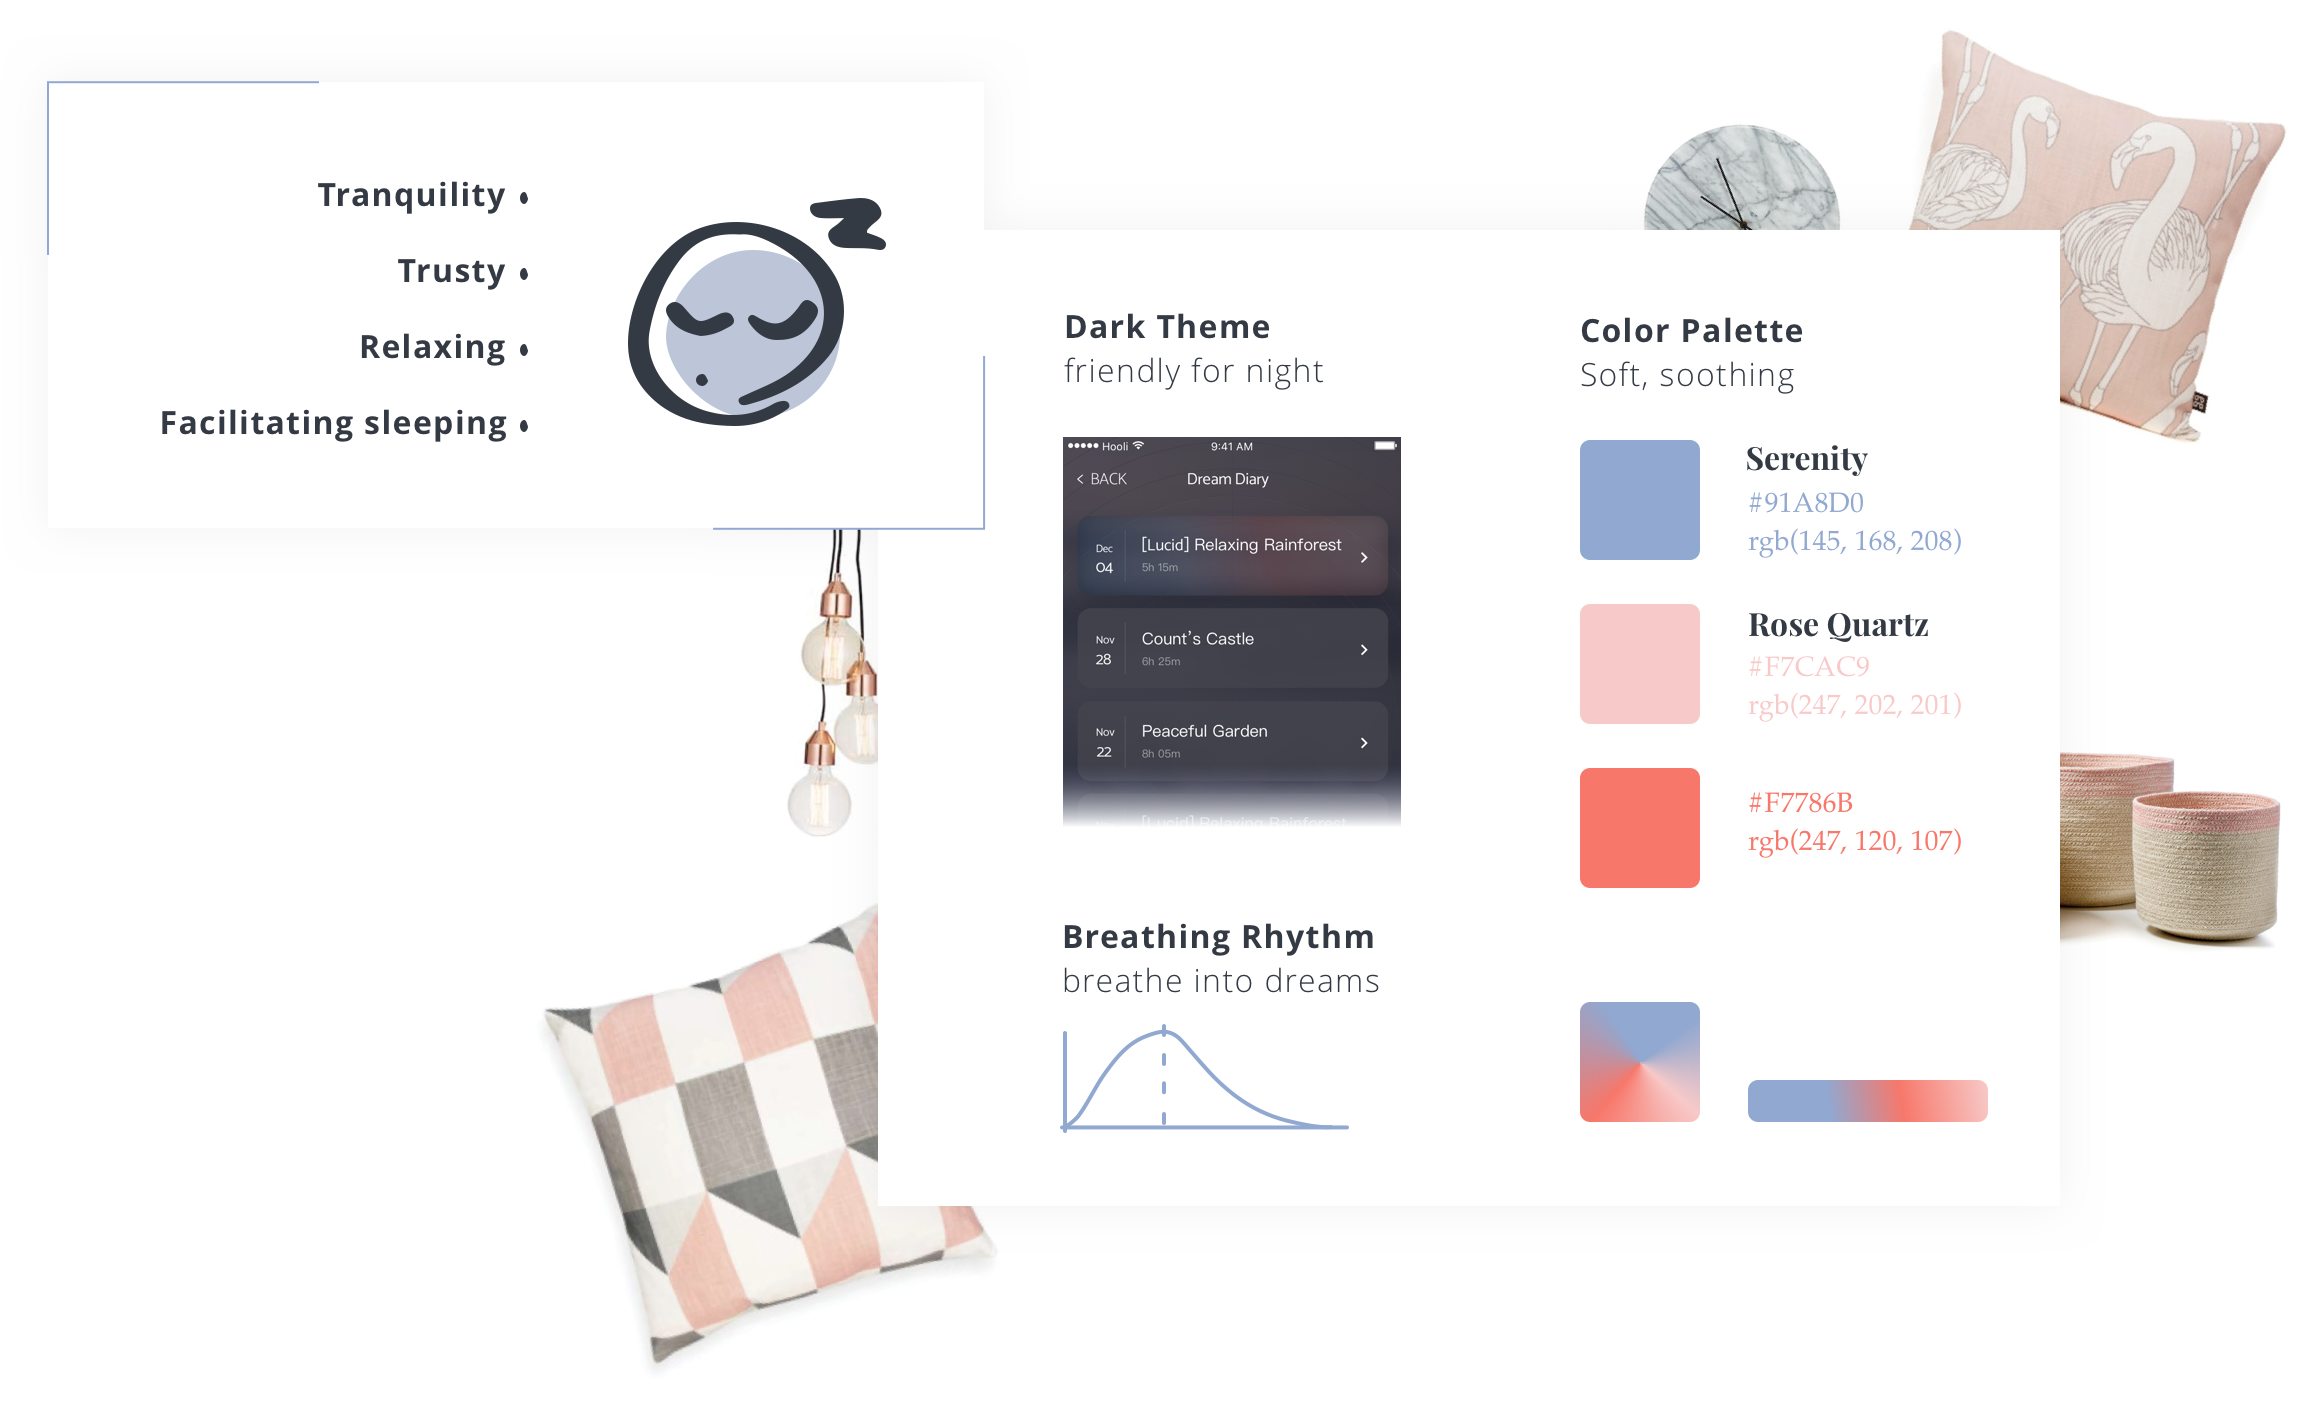 Tranquility •
Trusty •
Relaxing •
Facilitating sleeping •
Dark Theme
friendly for night
Hooli
9:41 AM
< BACK
Dream Diary
Dec
04
[Lucid] Relaxing Rainforest
5h 15m
Nov
28
Count's Castle
6h 25m
Nov
22
Peaceful Garden
8h 05m
[Lucid] Relaxing Rainforest
Breathing Rhythm
breathe into dreams
Color Palette
Soft, soothing
Serenity
#91A8D0
rgb(145, 168, 208)
Rose Quartz
#F7CAC9
rgb(247, 202, 201)
#F7786B
rgb(247, 120, 107)